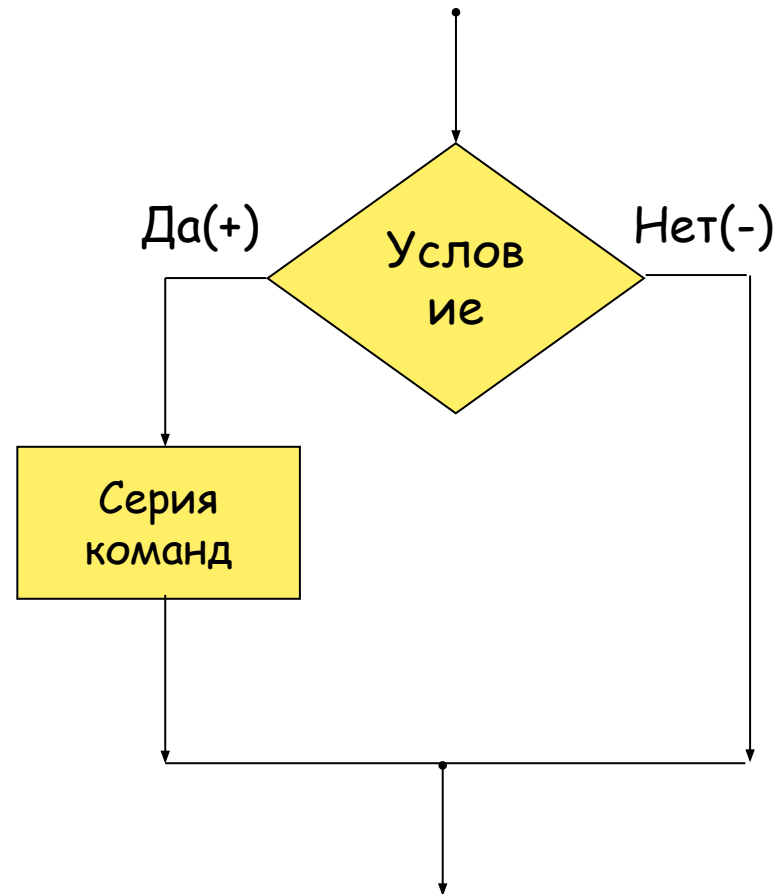 Да(+)
Нет(-)
Услов
ие
Серия
команд